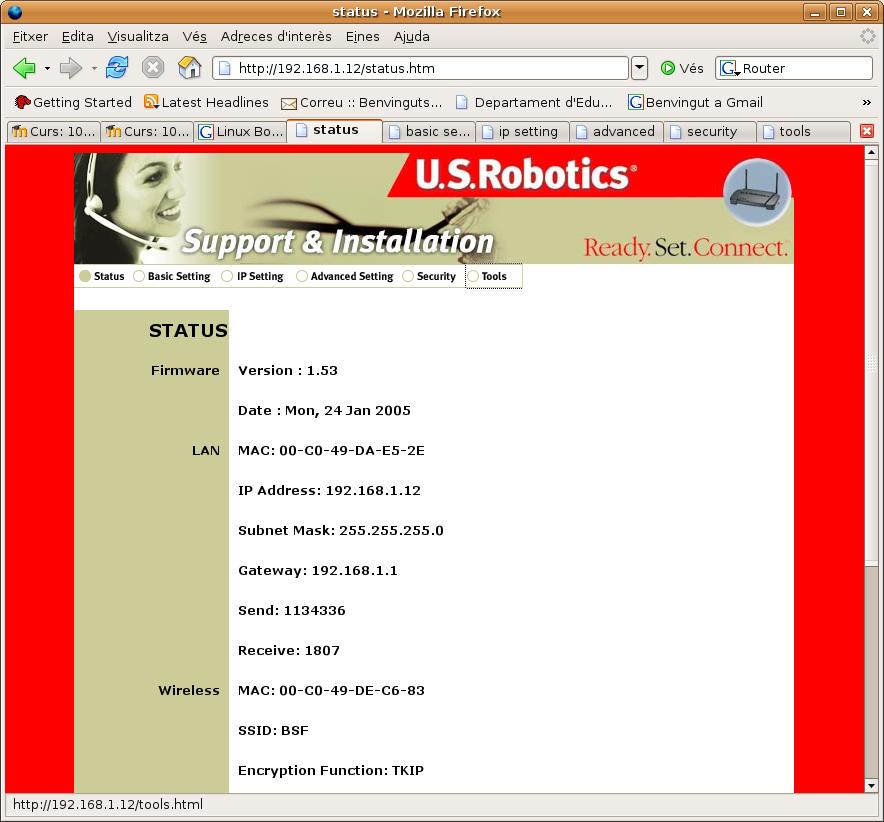 status - Mozilla Firefox
Fitxer Edita Visualitza Vés Adreces d'interès Eines Ajuda
http://192.168.1.12/status.htm Vés G Router
Getting Started Latest Headlines Correu :: Benvinguts... Departament d'Edu... G Benvingut a Gmail »
Curs: 10... Curs: 10... G Linux Bo... status basic se... ip setting advanced security tools
U.S.Robotics®
Support & Installation
Ready. Set. Connect.™
Status Basic Setting IP Setting Advanced Setting Security Tools
STATUS
Firmware Version : 1.53
Date : Mon, 24 Jan 2005
LAN MAC: 00-C0-49-DA-E5-2E
IP Address: 192.168.1.12
Subnet Mask: 255.255.255.0
Gateway: 192.168.1.1
Send: 1134336
Receive: 1807
Wireless MAC: 00-C0-49-DE-C6-83
SSID: BSF
Encryption Function: TKIP
http://192.168.1.12/tools.html